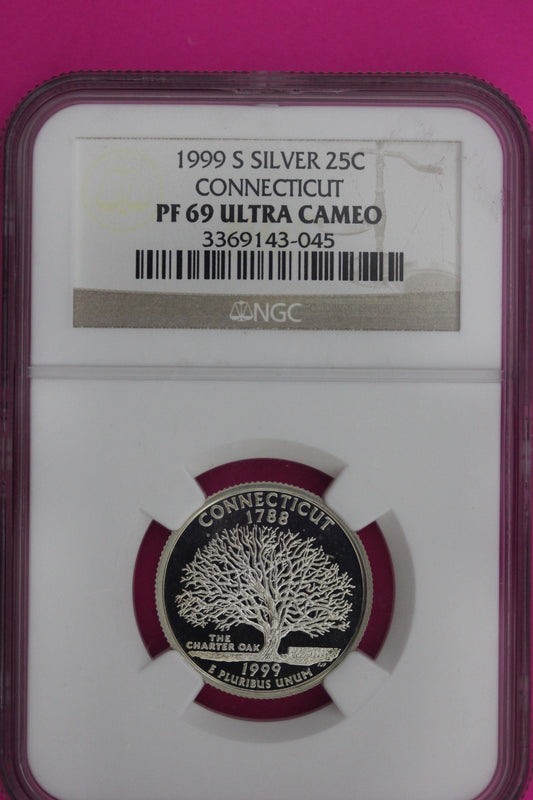 1999 S SILVER 25C
CONNECTICUT
PF 69 ULTRA CAMEO
3369143-045
NGC
CONNECTICUT
1788
THE
CHARTER OAK
1999
E PLURIBUS UNUM